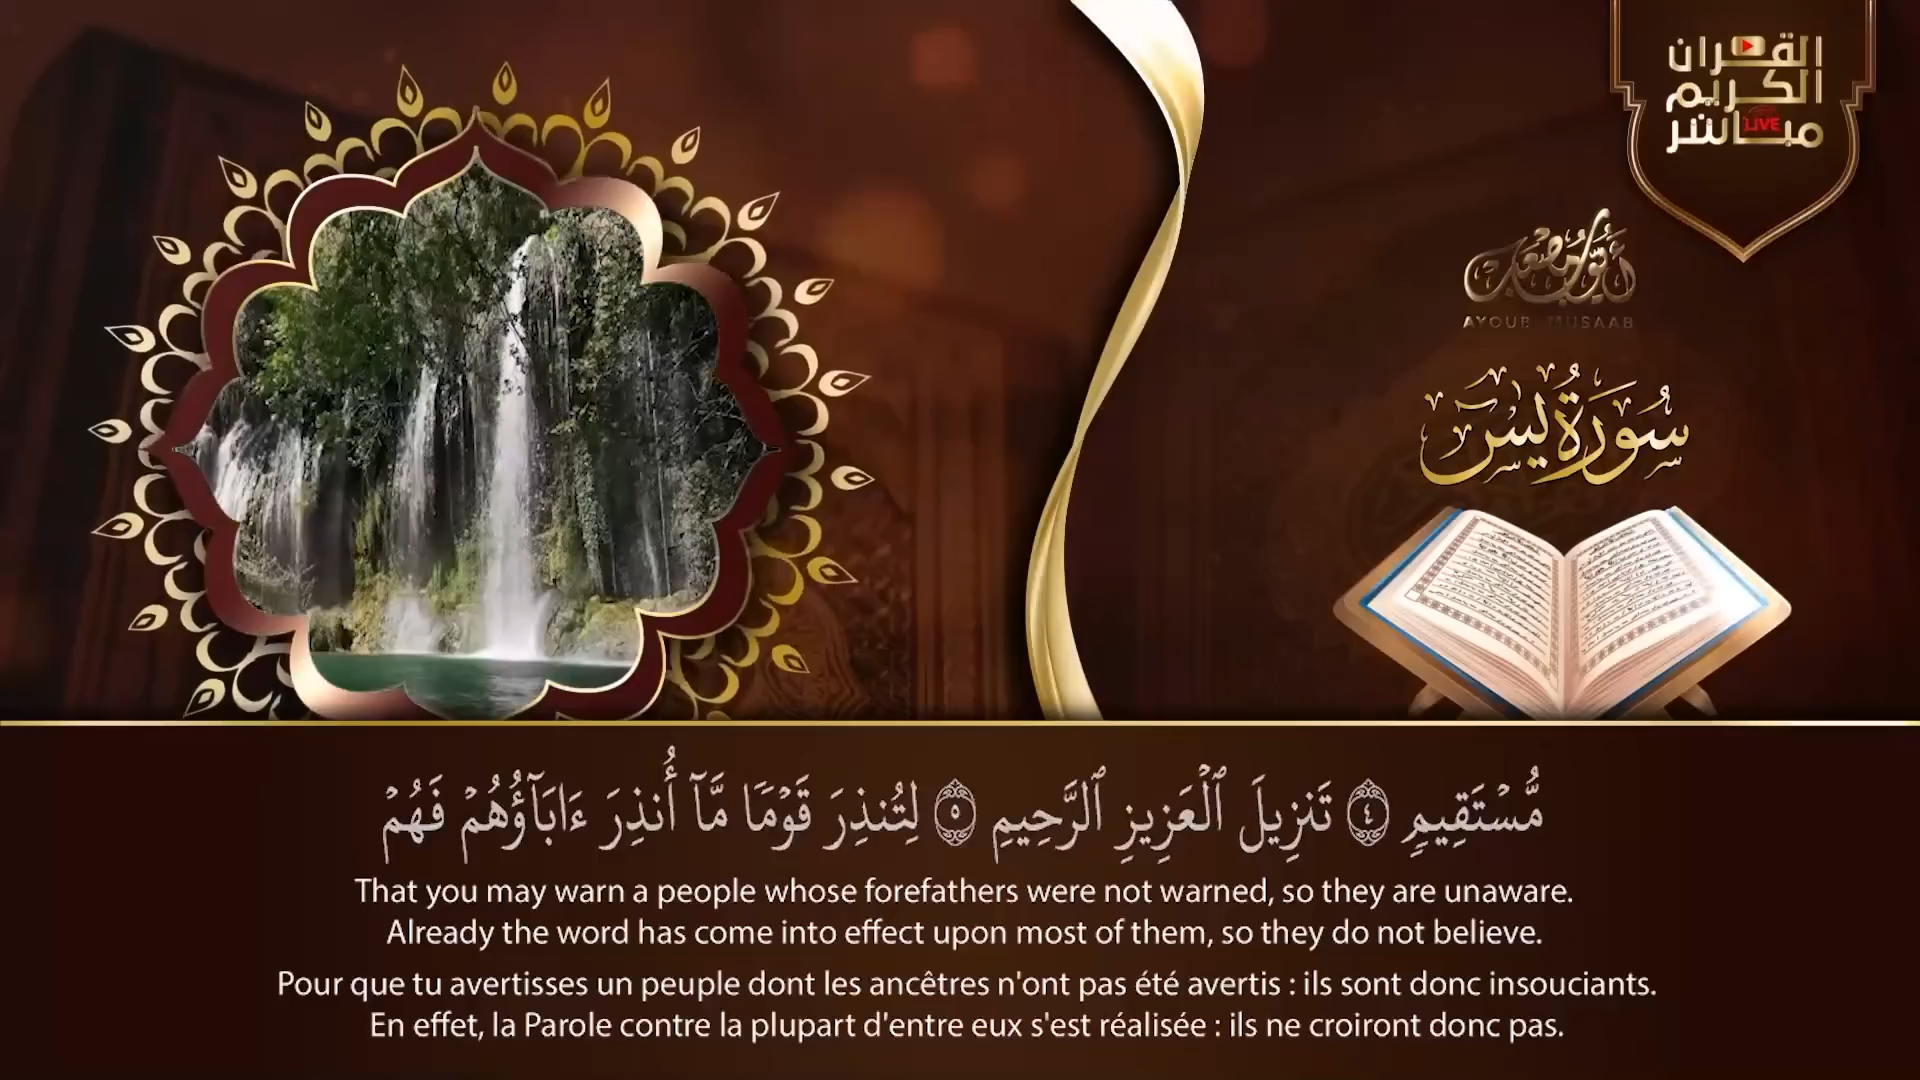 القرآن
الكريم
مباشر
LIVE
أيوب مصعب
AYOUB MUSAAB
سورة يس
مُّسْتَقِيمٍ ٤ تَنزِيلَ ٱلْعَزِيزِ ٱلرَّحِيمِ ٥ لِتُنذِرَ قَوْمًا مَّآ أُنذِرَ ءَابَآؤُهُمْ فَهُمْ
That you may warn a people whose forefathers were not warned, so they are unaware.
Already the word has come into effect upon most of them, so they do not believe.
Pour que tu avertisses un peuple dont les ancêtres n'ont pas été avertis : ils sont donc insouciants.
En effet, la Parole contre la plupart d'entre eux s'est réalisée : ils ne croiront donc pas.